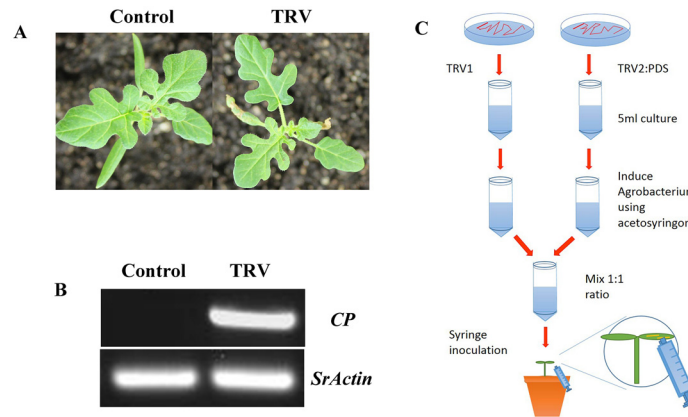 A
Control
TRV
B
Control
TRV
CP
SrActin
C
TRV1
TRV2:PDS
5ml culture
Induce
Agrobacterium
using
acetosyringon
Mix 1:1
ratio
Syringe
inoculation